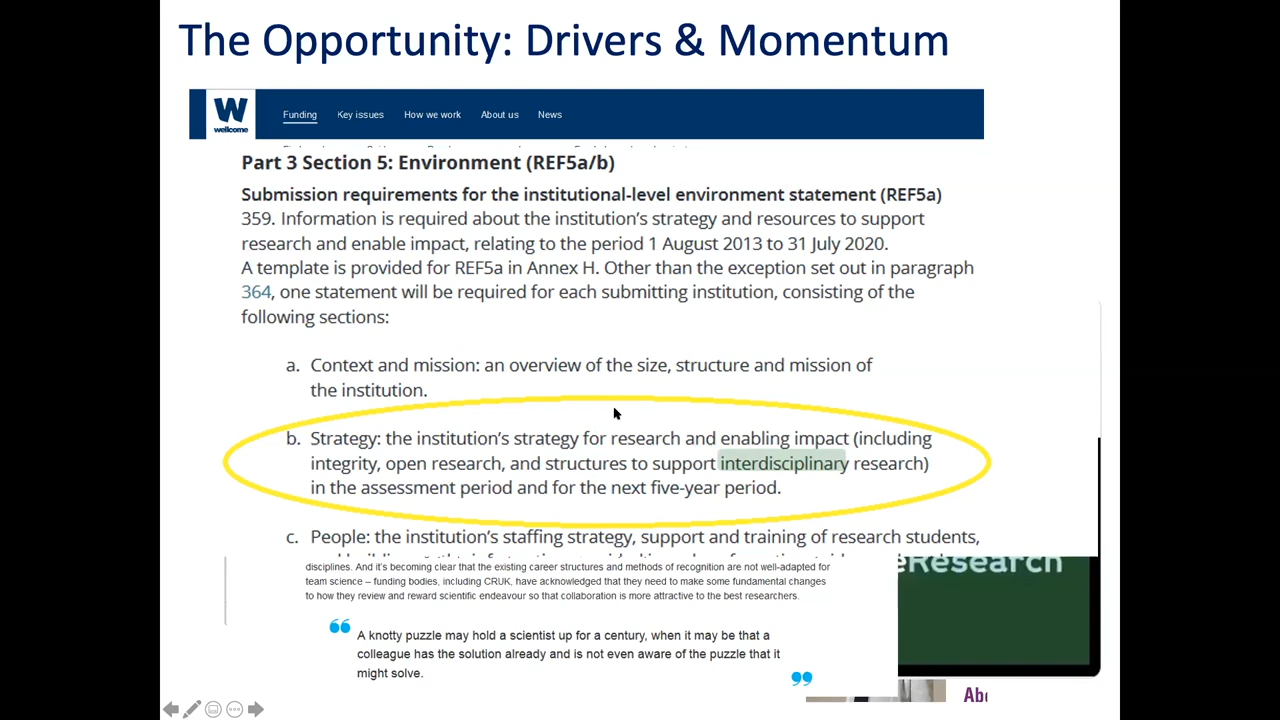 The Opportunity: Drivers & Momentum
W
wellcome
Funding Key issues How we work About us News
Part 3 Section 5: Environment (REF5a/b)
Submission requirements for the institutional-level environment statement (REF5a)
359. Information is required about the institution's strategy and resources to support
research and enable impact, relating to the period 1 August 2013 to 31 July 2020.
A template is provided for REF5a in Annex H. Other than the exception set out in paragraph
364, one statement will be required for each submitting institution, consisting of the
following sections:
a. Context and mission: an overview of the size, structure and mission of
the institution.
b. Strategy: the institution's strategy for research and enabling impact (including
integrity, open research, and structures to support interdisciplinary research)
in the assessment period and for the next five-year period.
c. People: the institution's staffing strategy, support and training of research students,
disciplines. And it's becoming clear that the existing career structures and methods of recognition are not well-adapted for
team science – funding bodies, including CRUK, have acknowledged that they need to make some fundamental changes
to how they review and reward scientific endeavour so that collaboration is more attractive to the best researchers.
eResearch
“ A knotty puzzle may hold a scientist up for a century, when it may be that a
colleague has the solution already and is not even aware of the puzzle that it
might solve. ”